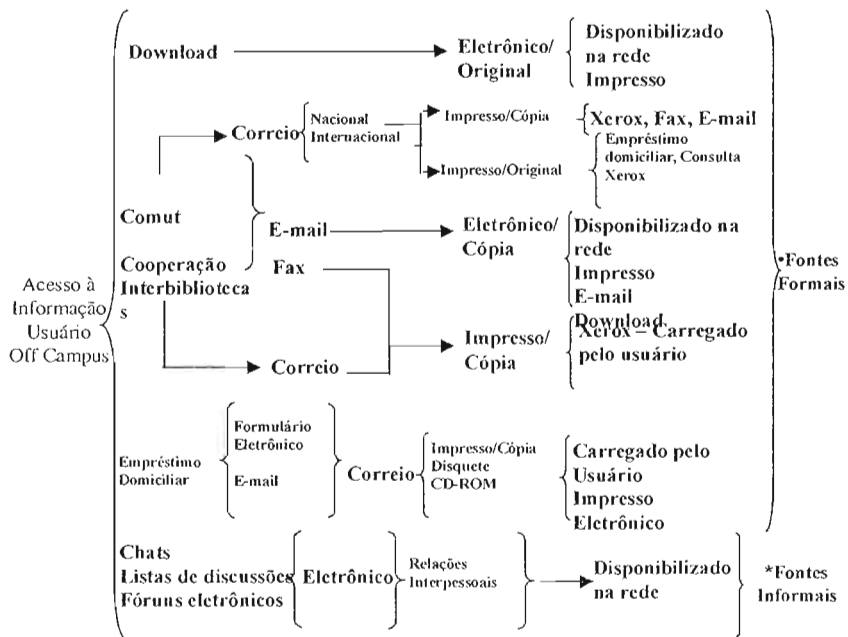 Download
Eletrônico/
Original
Disponibilizado
na rede
Impresso
Correio
Nacional
Internacional
Impresso/Cópia
Xerox, Fax, E-mail
Impresso/Original
Empréstimo
domiciliar, Consulta
Xerox
Comut
Cooperação
Interbiblioteca
s
E-mail
Fax
Eletrônico/
Cópia
Disponibilizado na
rede
Impresso
E-mail
Download
Correio
Impresso/
Cópia
Xerox – Carregado
pelo usuário
•Fontes
Formais
Acesso à
Informação
Usuário
Off Campus
Empréstimo
Domiciliar
Formulário
Eletrônico
E-mail
Correio
Impresso/Cópia
Disquete
CD-ROM
Carregado pelo
Usuário
Impresso
Eletrônico
Chats
Listas de discussões
Fóruns eletrônicos
Eletrônico
Relações
Interpessoais
Disponibilizado
na rede
*Fontes
Informais